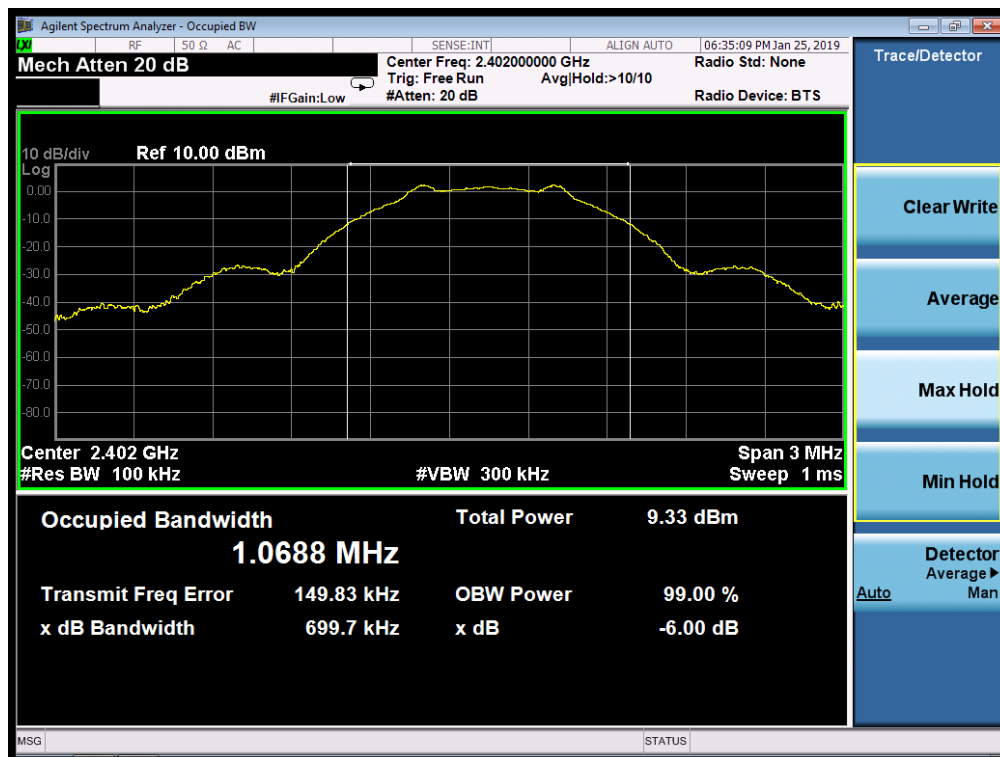 Agilent Spectrum Analyzer - Occupied BW
LXI RF 50 Ω AC SENSE:INT ALIGN AUTO 06:35:09 PM Jan 25, 2019
Mech Atten 20 dB
Center Freq: 2.402000000 GHz
Radio Std: None
Trig: Free Run Avg|Hold:>10/10
#IFGain:Low
#Atten: 20 dB
Radio Device: BTS
10 dB/div Ref 10.00 dBm
Log
0.00
-10.0
-20.0
-30.0
-40.0
-50.0
-60.0
-70.0
-80.0
Center 2.402 GHz Span 3 MHz
#Res BW 100 kHz #VBW 300 kHz Sweep 1 ms
Occupied Bandwidth Total Power 9.33 dBm
1.0688 MHz
Transmit Freq Error 149.83 kHz OBW Power 99.00 %
x dB Bandwidth 699.7 kHz x dB -6.00 dB
MSG STATUS
Trace/Detector
Clear Write
Average
Max Hold
Min Hold
Detector
Average
Auto Man